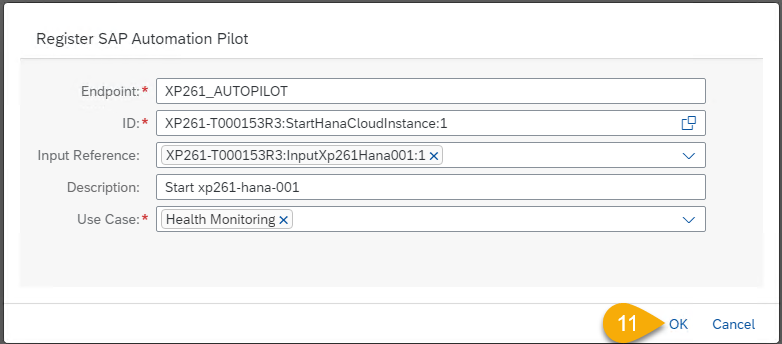 Register SAP Automation Pilot
Endpoint:* XP261_AUTOPILOT
ID:* XP261-T000153R3:StartHanaCloudInstance:1
Input Reference: XP261-T000153R3:InputXp261Hana001:1
Description: Start xp261-hana-001
Use Case:* Health Monitoring
11 OK Cancel